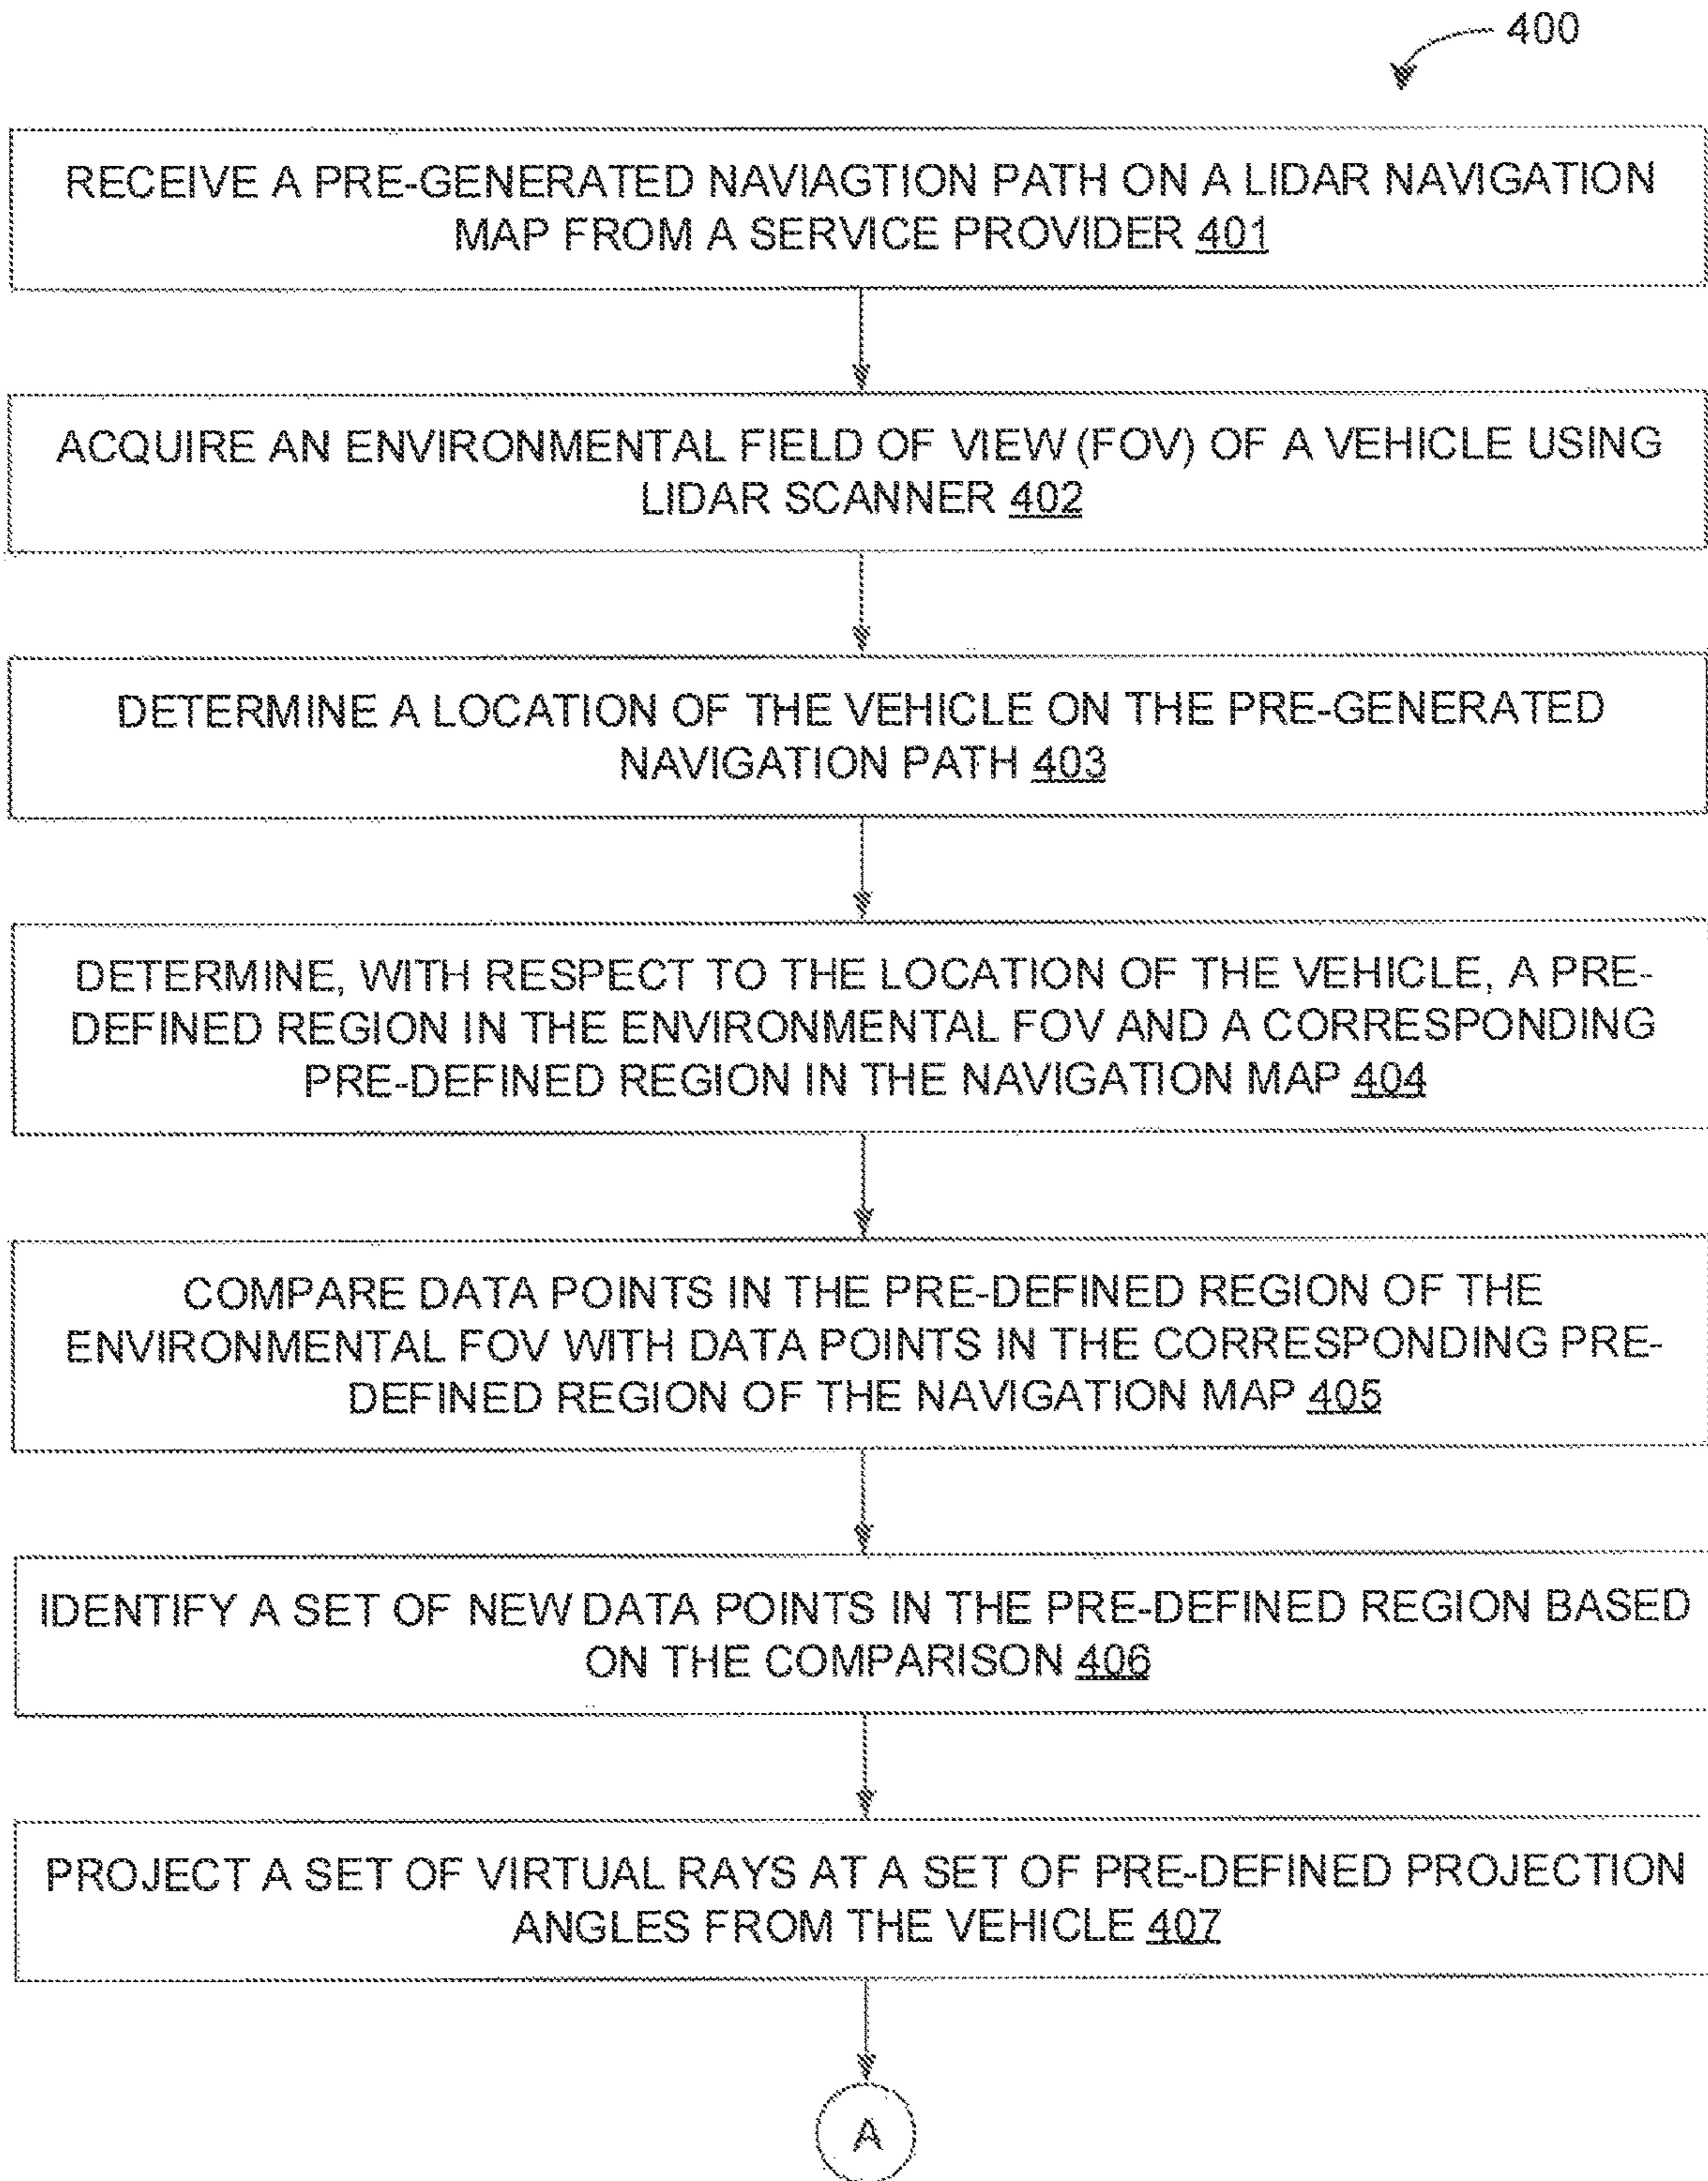 400
RECEIVE A PRE-GENERATED NAVIAGTION PATH ON A LIDAR NAVIGATION
MAP FROM A SERVICE PROVIDER 401
ACQUIRE AN ENVIRONMENTAL FIELD OF VIEW (FOV) OF A VEHICLE USING
LIDAR SCANNER 402
DETERMINE A LOCATION OF THE VEHICLE ON THE PRE-GENERATED
NAVIGATION PATH 403
DETERMINE, WITH RESPECT TO THE LOCATION OF THE VEHICLE, A PRE-
DEFINED REGION IN THE ENVIRONMENTAL FOV AND A CORRESPONDING
PRE-DEFINED REGION IN THE NAVIGATION MAP 404
COMPARE DATA POINTS IN THE PRE-DEFINED REGION OF THE
ENVIRONMENTAL FOV WITH DATA POINTS IN THE CORRESPONDING PRE-
DEFINED REGION OF THE NAVIGATION MAP 405
IDENTIFY A SET OF NEW DATA POINTS IN THE PRE-DEFINED REGION BASED
ON THE COMPARISON 406
PROJECT A SET OF VIRTUAL RAYS AT A SET OF PRE-DEFINED PROJECTION
ANGLES FROM THE VEHICLE 407
A